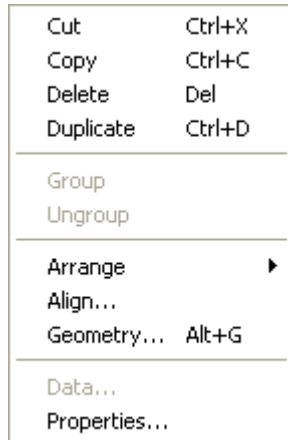 Cut Ctrl+X
Copy Ctrl+C
Delete Del
Duplicate Ctrl+D
Group
Ungroup
Arrange
Align...
Geometry... Alt+G
Data...
Properties...